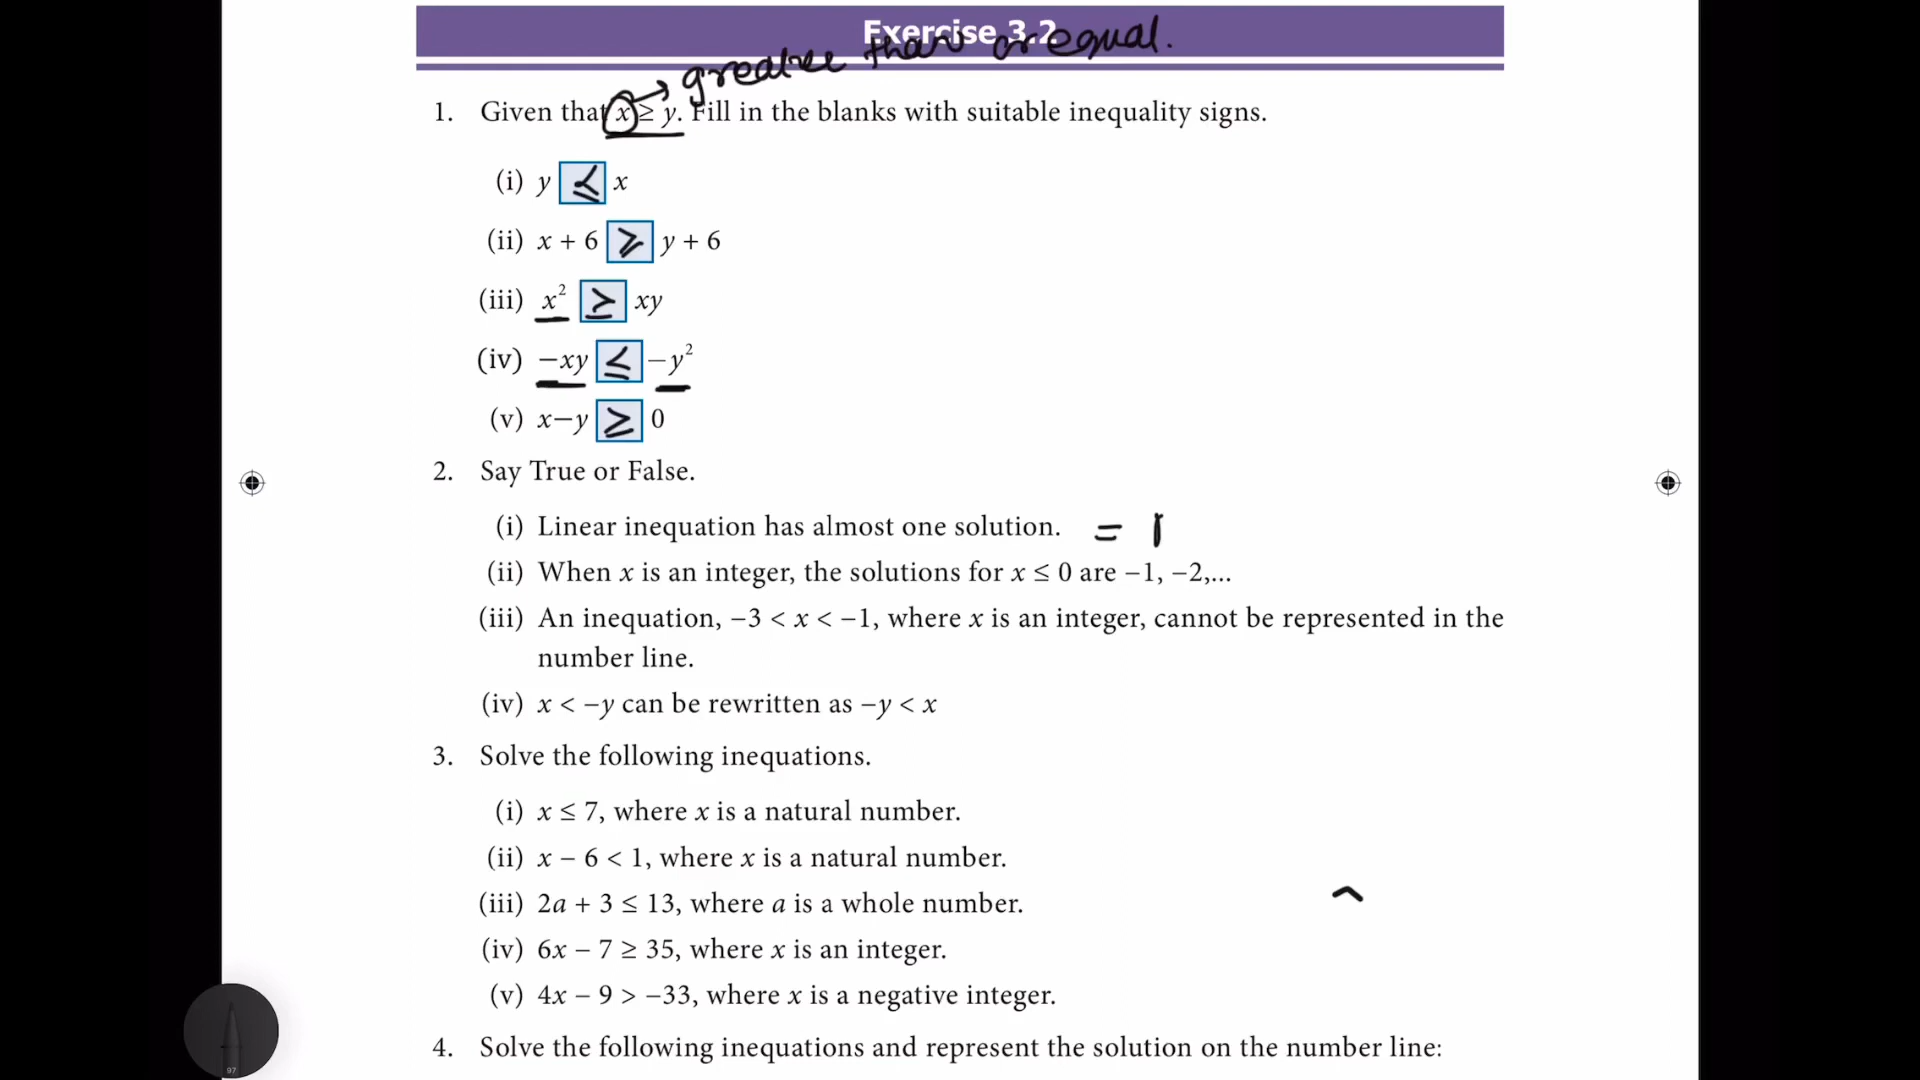 Exercise 3.2
greatree than or equal.
1. Given that x ≥ y. Fill in the blanks with suitable inequality signs.
(i) y ≤ x
(ii) x + 6 ≥ y + 6
(iii) x² ≥ xy
(iv) −xy ≤ −y²
(v) x−y ≥ 0
2. Say True or False.
(i) Linear inequation has almost one solution. =
(ii) When x is an integer, the solutions for x ≤ 0 are −1, −2,...
(iii) An inequation, −3 < x < −1, where x is an integer, cannot be represented in the
number line.
(iv) x < −y can be rewritten as −y < x
3. Solve the following inequations.
(i) x ≤ 7, where x is a natural number.
(ii) x − 6 < 1, where x is a natural number.
(iii) 2a + 3 ≤ 13, where a is a whole number.
(iv) 6x − 7 ≥ 35, where x is an integer.
(v) 4x − 9 > −33, where x is a negative integer.
97
4. Solve the following inequations and represent the solution on the number line: